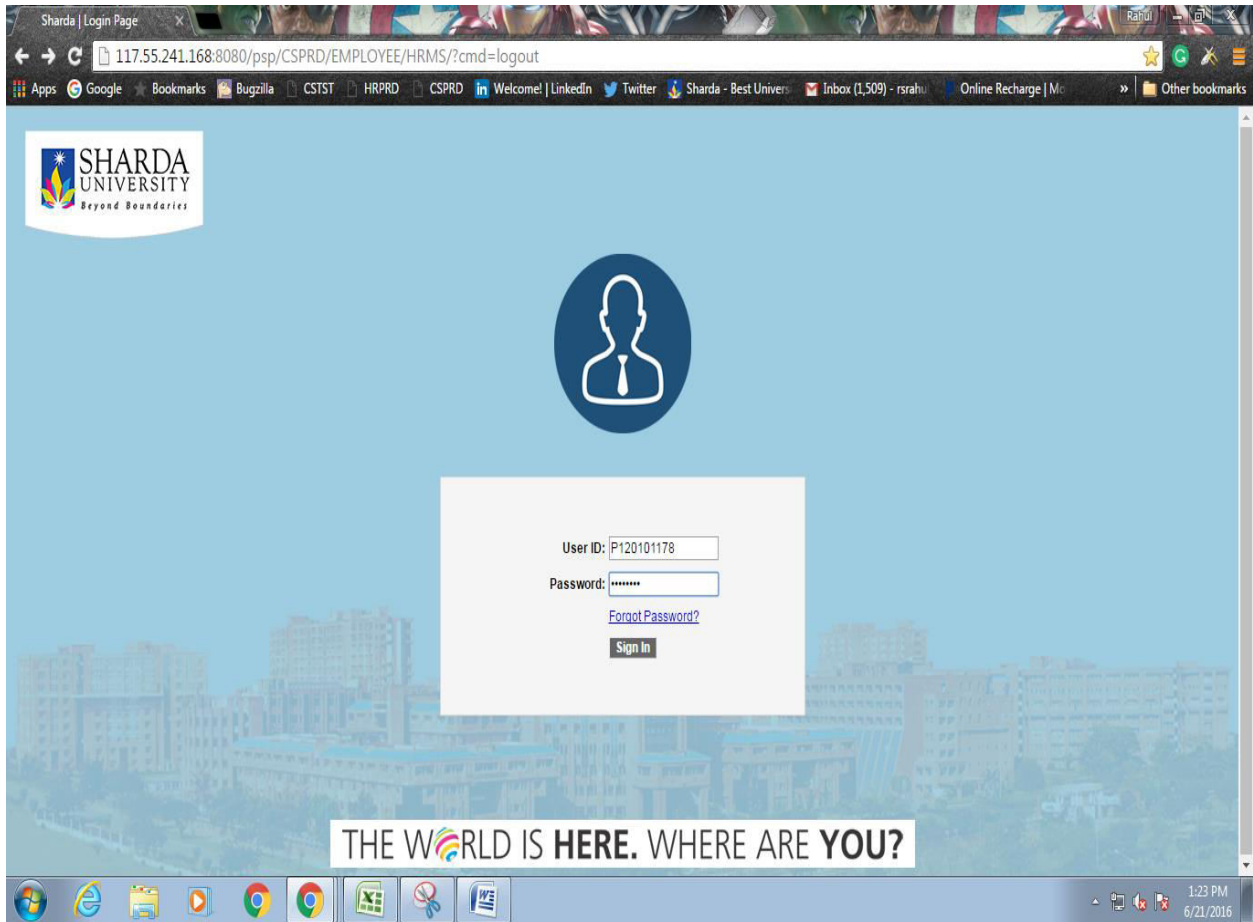 Sharda | Login Page
Rahul
117.55.241.168:8080/psp/CSPRD/EMPLOYEE/HRMS/?cmd=logout
Apps Google Bookmarks Bugzilla CSTST HRPRD CSPRD Welcome! | LinkedIn Twitter Sharda - Best Univers Inbox (1,509) - rsrahu Online Recharge | Mo » Other bookmarks
SHARDA
UNIVERSITY
Beyond Boundaries
User ID: P120101178
Password: ••••••••
Forgot Password?
Sign In
THE WORLD IS HERE. WHERE ARE YOU?
1:23 PM
6/21/2016